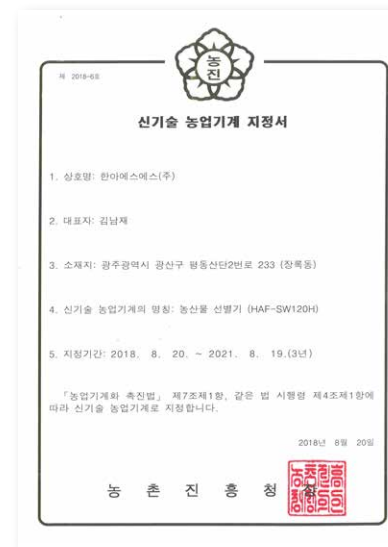 농
진
제 2018-6호
신기술 농업기계 지정서
1. 상호명: 한아에스에스(주)
2. 대표자: 김남재
3. 소재지: 광주광역시 광산구 평동산단2번로 233 (장록동)
4. 신기술 농업기계의 명칭: 농산물 선별기 (HAF-SW120H)
5. 지정기간: 2018. 8. 20. ~ 2021. 8. 19.(3년)
「농업기계화 촉진법」 제7조제1항, 같은 법 시행령 제4조제1항에
따라 신기술 농업기계로 지정합니다.
2018년 8월 20일
농 촌 진 흥 청 장